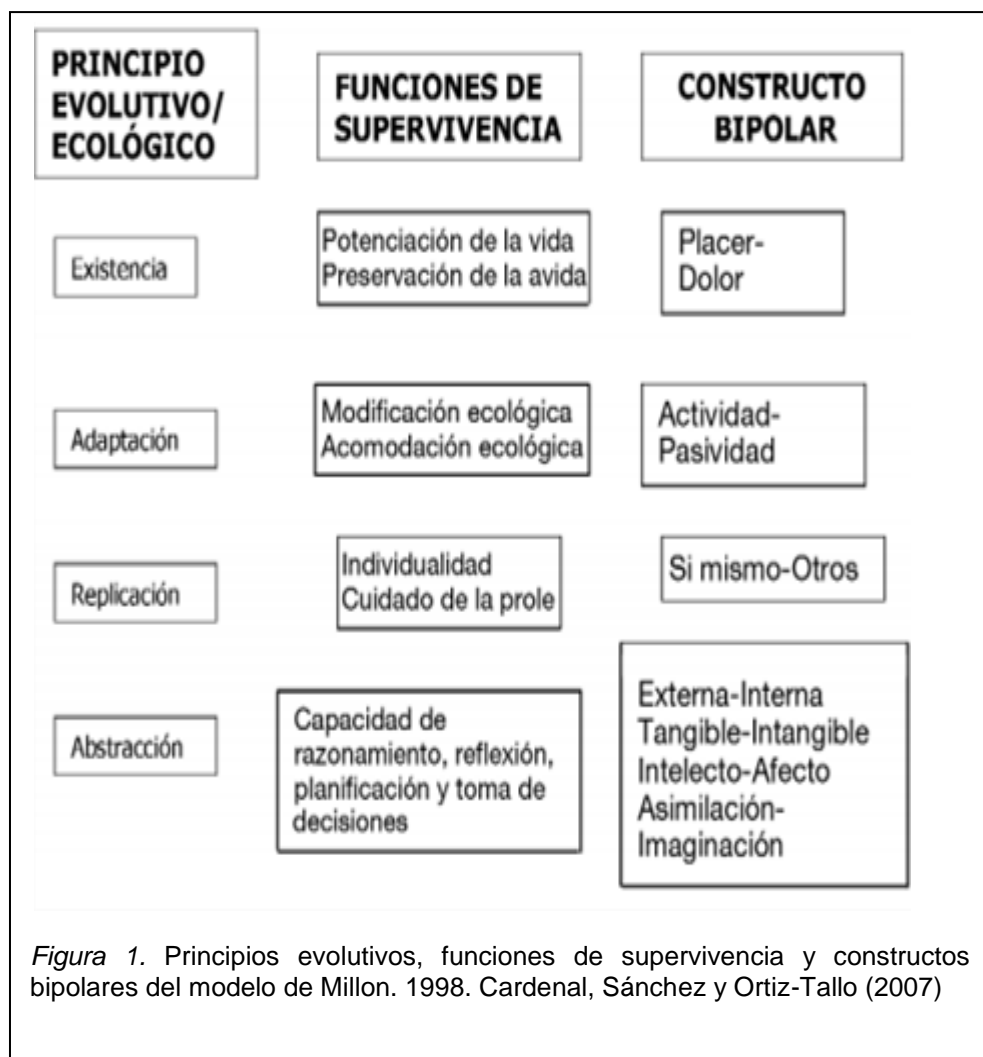 PRINCIPIO
EVOLUTIVO/
ECOLÓGICO
FUNCIONES DE
SUPERVIVENCIA
CONSTRUCTO
BIPOLAR
Existencia
Potenciación de la vida
Preservación de la avida
Placer-
Dolor
Adaptación
Modificación ecológica
Acomodación ecológica
Actividad-
Pasividad
Replicación
Individualidad
Cuidado de la prole
Si mismo-Otros
Abstracción
Capacidad de
razonamiento, reflexión,
planificación y toma de
decisiones
Externa-Interna
Tangible-Intangible
Intelecto-Afecto
Asimilación-
Imaginación
Figura 1. Principios evolutivos, funciones de supervivencia y constructos
bipolares del modelo de Millon. 1998. Cardenal, Sánchez y Ortiz-Tallo (2007)